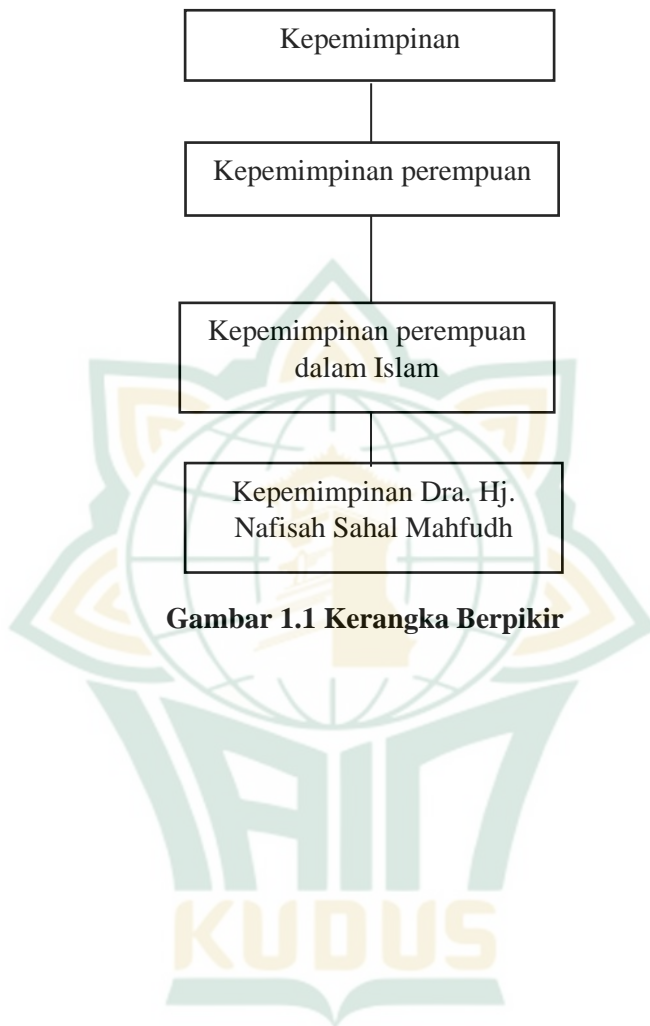 Kepemimpinan
Kepemimpinan perempuan
Kepemimpinan perempuan
dalam Islam
Kepemimpinan Dra. Hj.
Nafisah Sahal Mahfudh
Gambar 1.1 Kerangka Berpikir
IAIN
KUDUS